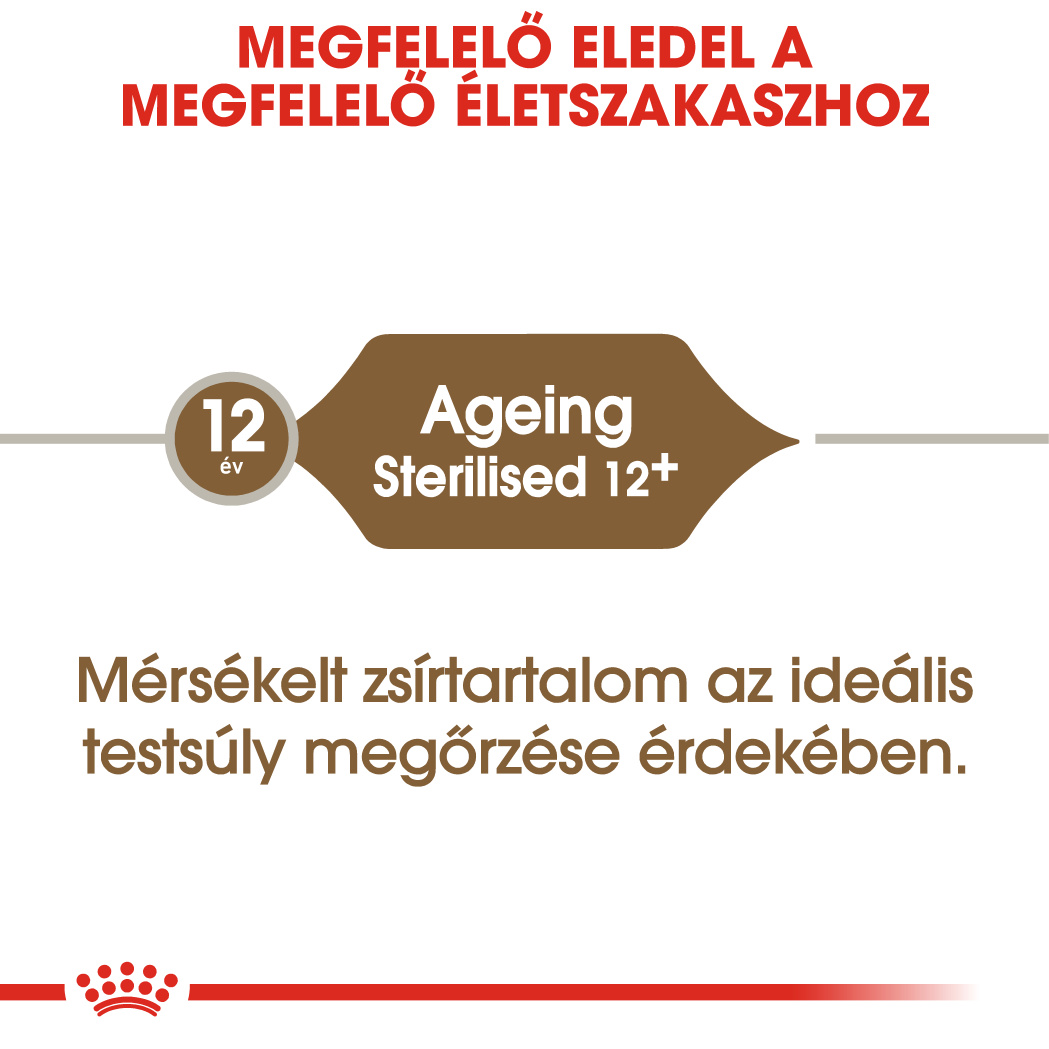 MEGFELELŐ ELEDEL A
MEGFELELŐ ÉLETSZAKASZHOZ
12
év
Ageing
Sterilised 12+
Mérsékelt zsírtartalom az ideális
testsúly megőrzése érdekében.